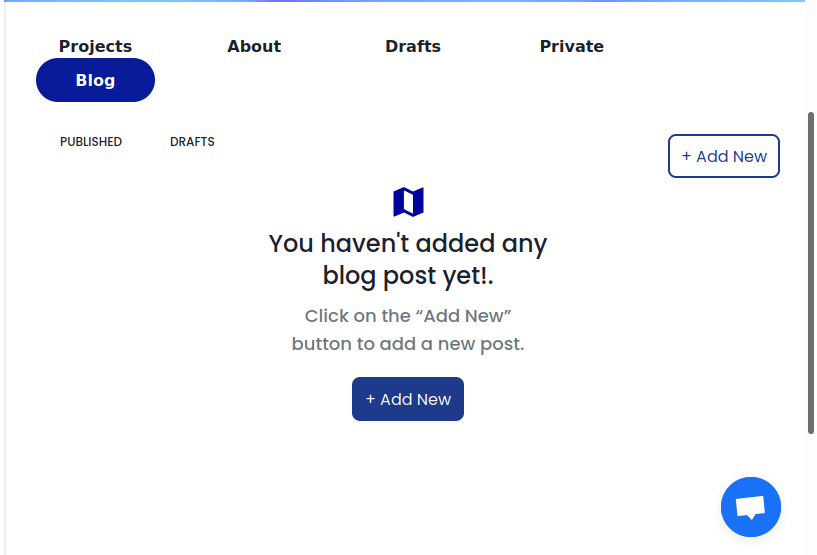 Projects About Drafts Private
Blog
PUBLISHED DRAFTS
+ Add New
You haven't added any
blog post yet!.
Click on the “Add New”
button to add a new post.
+ Add New